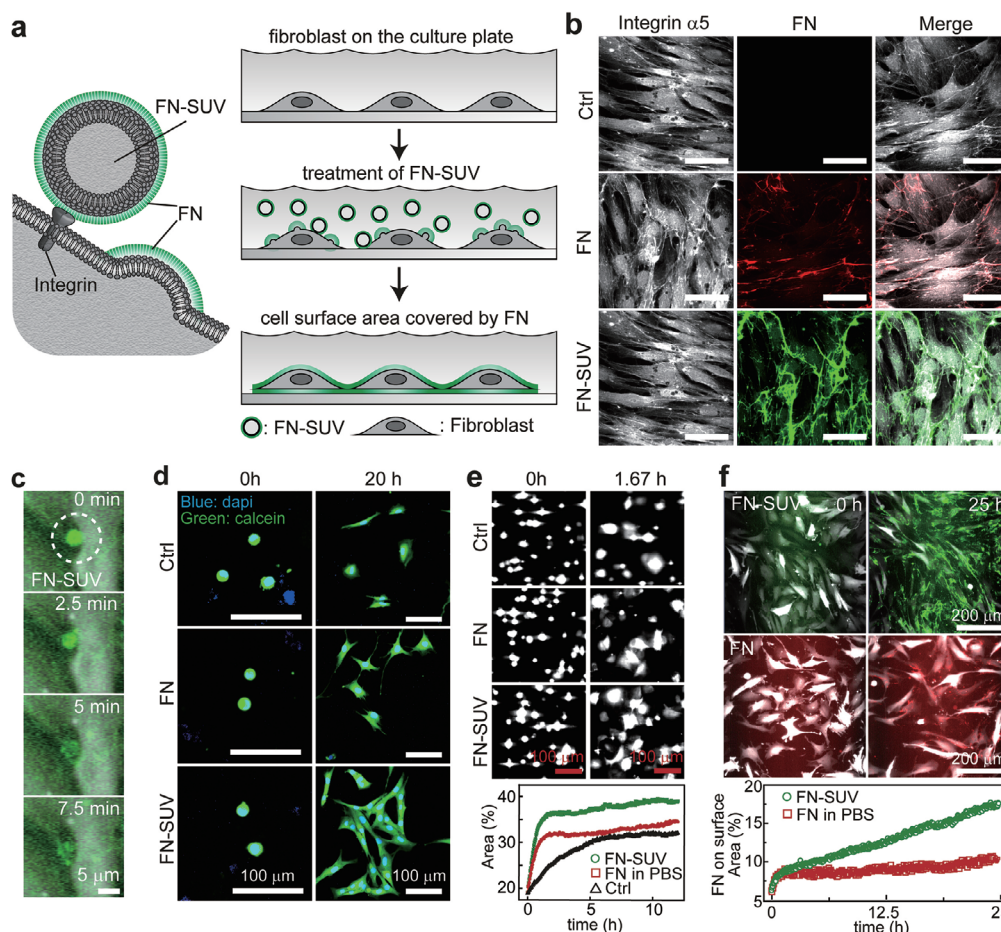 a
fibroblast on the culture plate
FN-SUV
FN
Integrin
treatment of FN-SUV
cell surface area covered by FN
: FN-SUV
: Fibroblast
b
Integrin α5
FN
Merge
Ctrl
FN
FN-SUV
c
0 min
FN-SUV
2.5 min
5 min
7.5 min
5 μm
d
0h
20 h
Blue: dapi
Green: calcein
Ctrl
FN
FN-SUV
100 μm
100 μm
e
0h
1.67 h
Ctrl
FN
FN-SUV
100 μm
100 μm
Area (%)
40
30
20
FN-SUV
FN in PBS
Ctrl
0
5
10
time (h)
f
FN-SUV
0 h
25 h
200 μm
FN
200 μm
FN on surface
Area (%)
15
10
5
FN-SUV
FN in PBS
0
12.5
time (h)